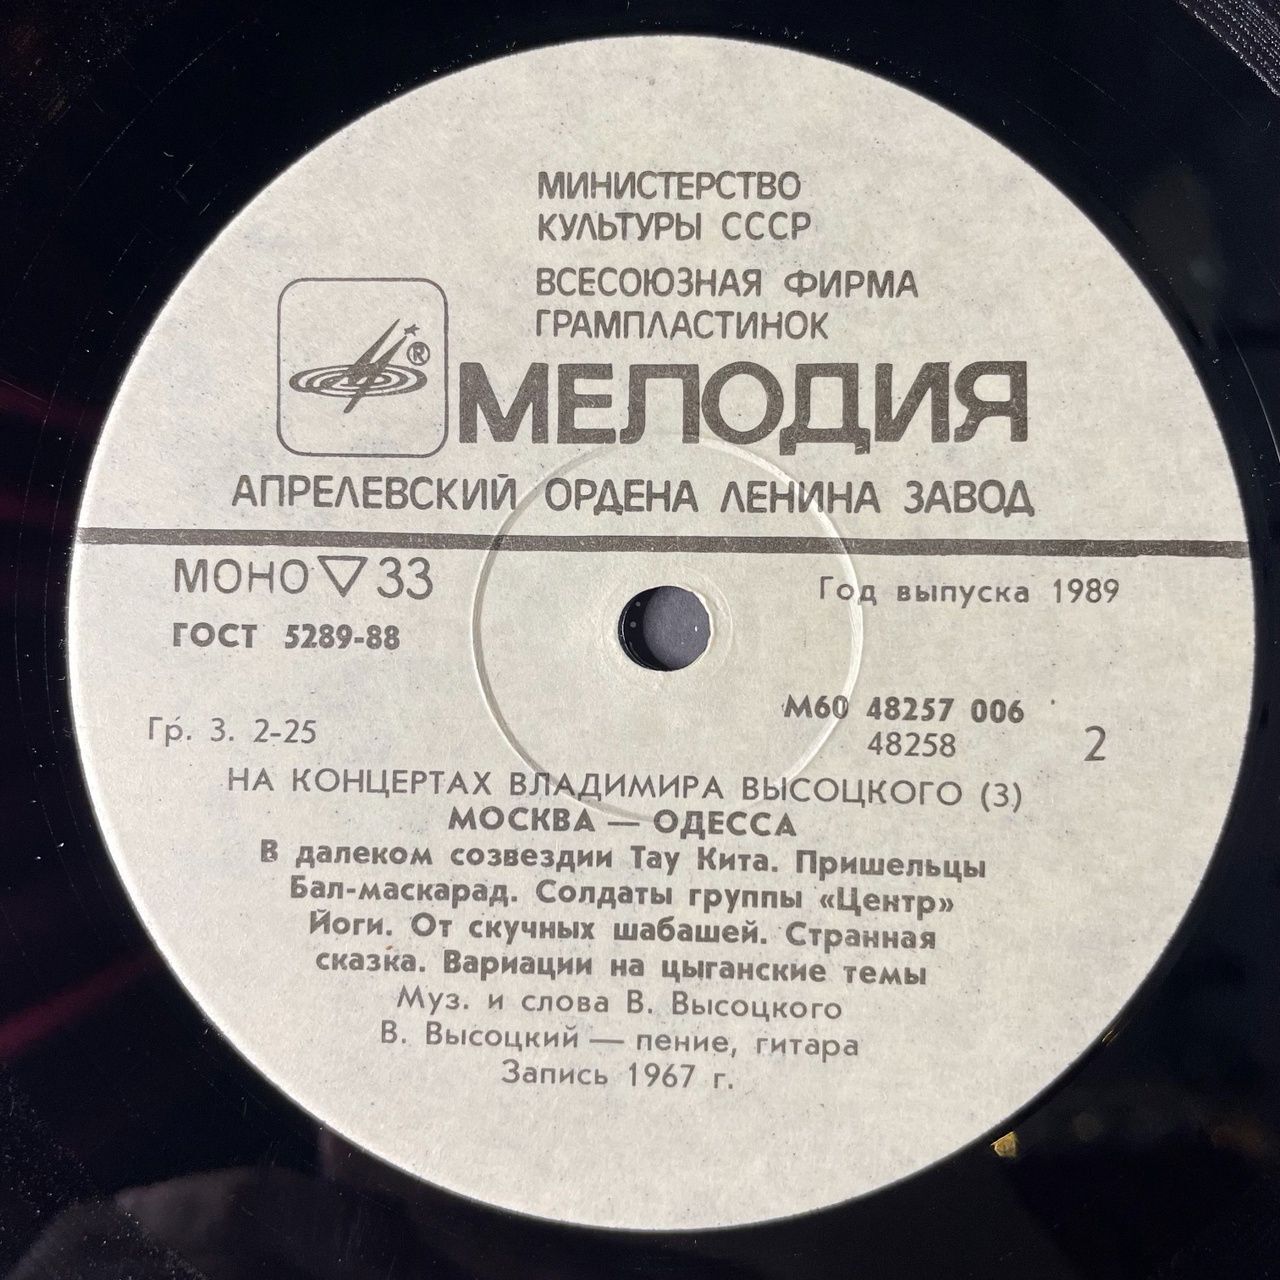 МИНИСТЕРСТВО
КУЛЬТУРЫ СССР
ВСЕСОЮЗНАЯ ФИРМА
ГРАМПЛАСТИНОК
®
МЕЛОДИЯ
АПРЕЛЕВСКИЙ ОРДЕНА ЛЕНИНА ЗАВОД
МОНО ▽ 33
Год выпуска 1989
ГОСТ 5289-88
М60 48257 006
Гр. 3. 2-25
48258
2
НА КОНЦЕРТАХ ВЛАДИМИРА ВЫСОЦКОГО (3)
МОСКВА — ОДЕССА
В далеком созвездии Тау Кита. Пришельцы
Бал-маскарад. Солдаты группы «Центр»
Йоги. От скучных шабашей. Странная
сказка. Вариации на цыганские темы
Муз. и слова В. Высоцкого
В. Высоцкий — пение, гитара
Запись 1967 г.